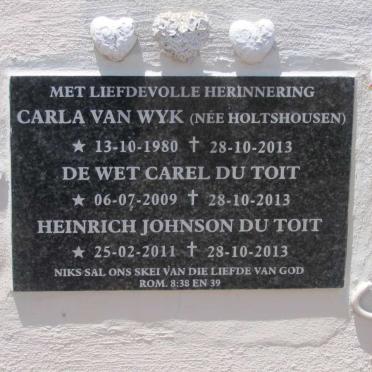 MET LIEFDEVOLLE HERINNERING
CARLA VAN WYK (NÉE HOLTSHOUSEN)
★ 13-10-1980 ✝ 28-10-2013
DE WET CAREL DU TOIT
★ 06-07-2009 ✝ 28-10-2013
HEINRICH JOHNSON DU TOIT
★ 25-02-2011 ✝ 28-10-2013
NIKS SAL ONS SKEI VAN DIE LIEFDE VAN GOD
ROM. 8:38 EN 39